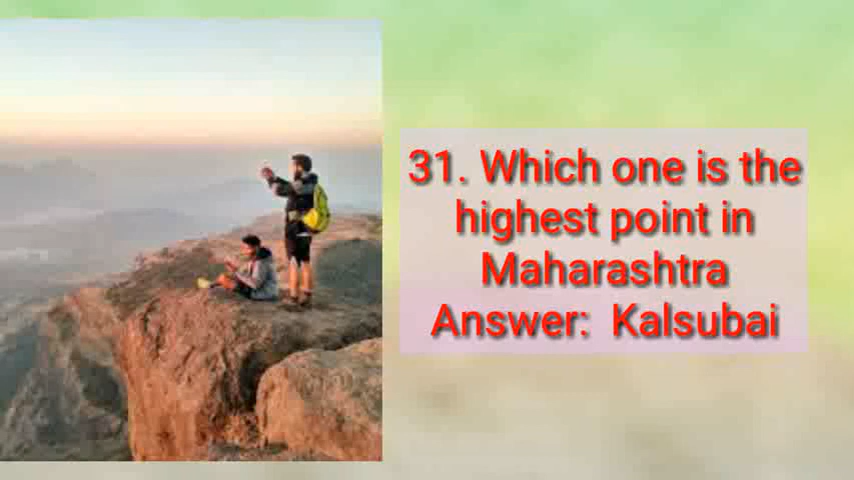 31. Which one is the
highest point in
Maharashtra
Answer: Kalsubai